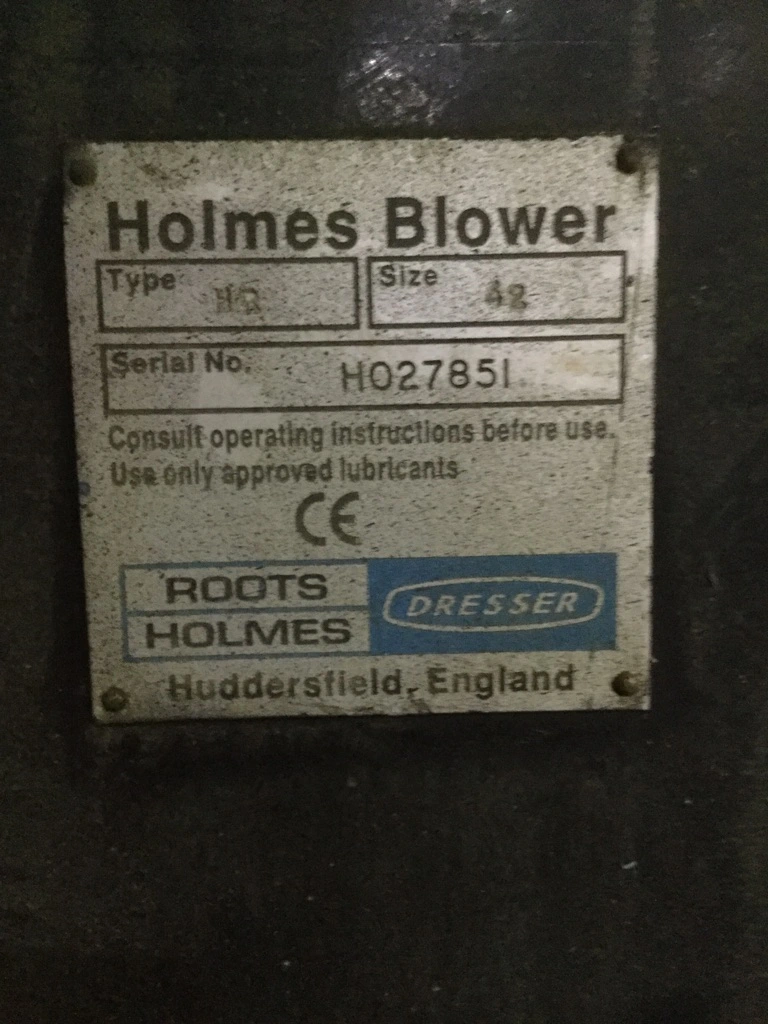 Holmes Blower
Type
Size 42
Serial No. H027851
Consult operating instructions before use.
Use only approved lubricants
CE
ROOTS
HOLMES
DRESSER
Huddersfield, England